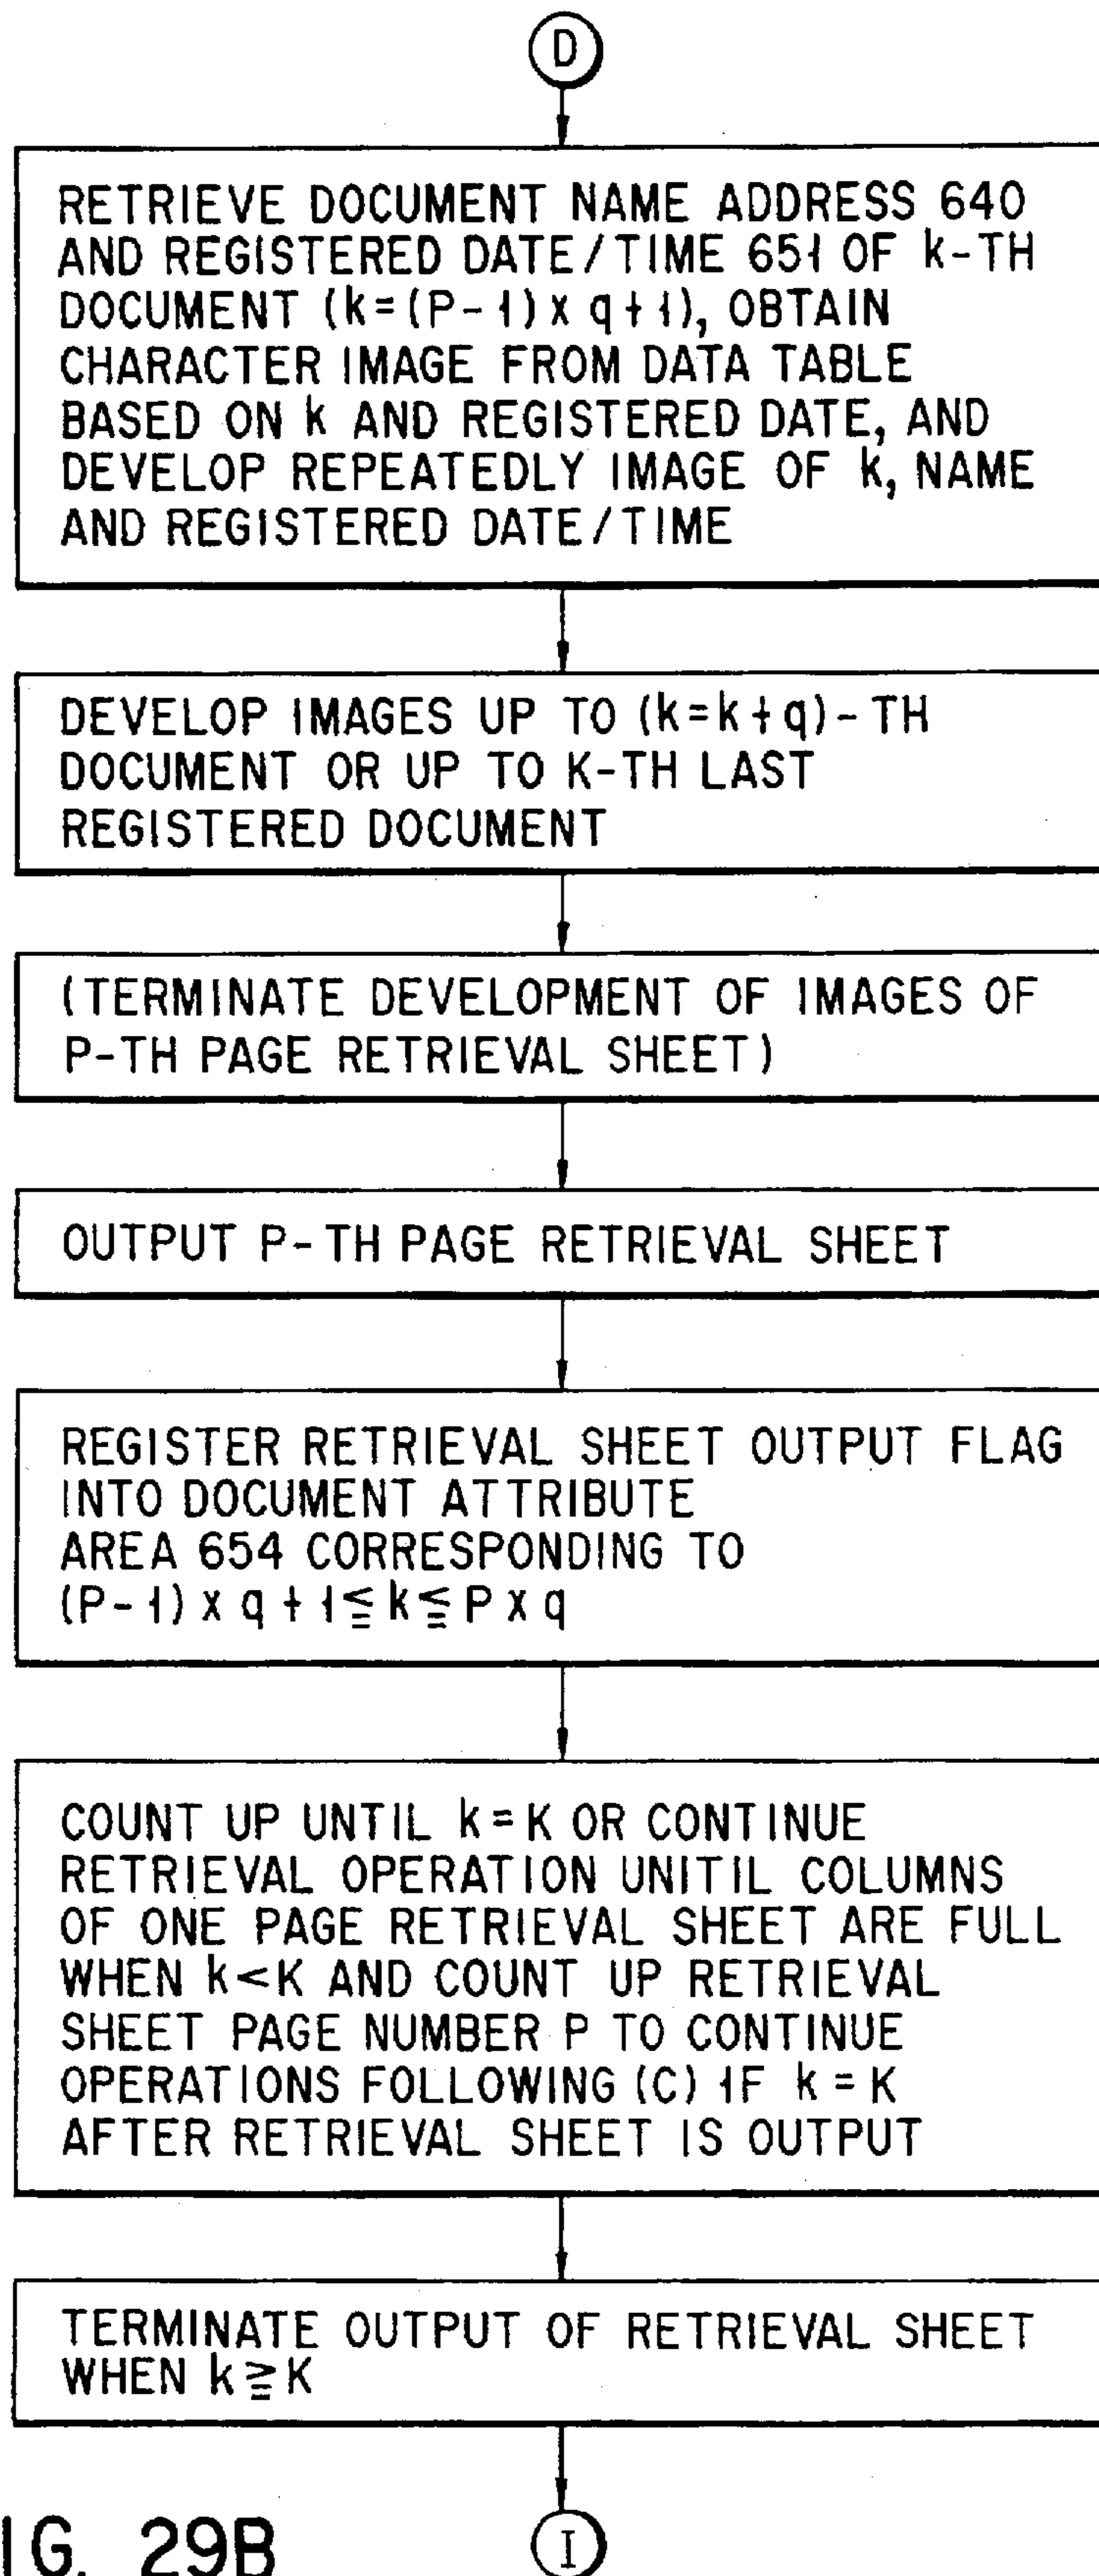 D
RETRIEVE DOCUMENT NAME ADDRESS 640
AND REGISTERED DATE/TIME 651 OF k-TH
DOCUMENT (k=(P-1)x q+1), OBTAIN
CHARACTER IMAGE FROM DATA TABLE
BASED ON k AND REGISTERED DATE, AND
DEVELOP REPEATEDLY IMAGE OF k, NAME
AND REGISTERED DATE/TIME
DEVELOP IMAGES UP TO (k=k+q)-TH
DOCUMENT OR UP TO K-TH LAST
REGISTERED DOCUMENT
(TERMINATE DEVELOPMENT OF IMAGES OF
P-TH PAGE RETRIEVAL SHEET)
OUTPUT P-TH PAGE RETRIEVAL SHEET
REGISTER RETRIEVAL SHEET OUTPUT FLAG
INTO DOCUMENT ATTRIBUTE
AREA 654 CORRESPONDING TO
(P-1) x q+1≦k≦P x q
COUNT UP UNTIL k=K OR CONTINUE
RETRIEVAL OPERATION UNITIL COLUMNS
OF ONE PAGE RETRIEVAL SHEET ARE FULL
WHEN k<K AND COUNT UP RETRIEVAL
SHEET PAGE NUMBER P TO CONTINUE
OPERATIONS FOLLOWING (C) IF k=K
AFTER RETRIEVAL SHEET IS OUTPUT
TERMINATE OUTPUT OF RETRIEVAL SHEET
WHEN k≧K
IG. 29B
I